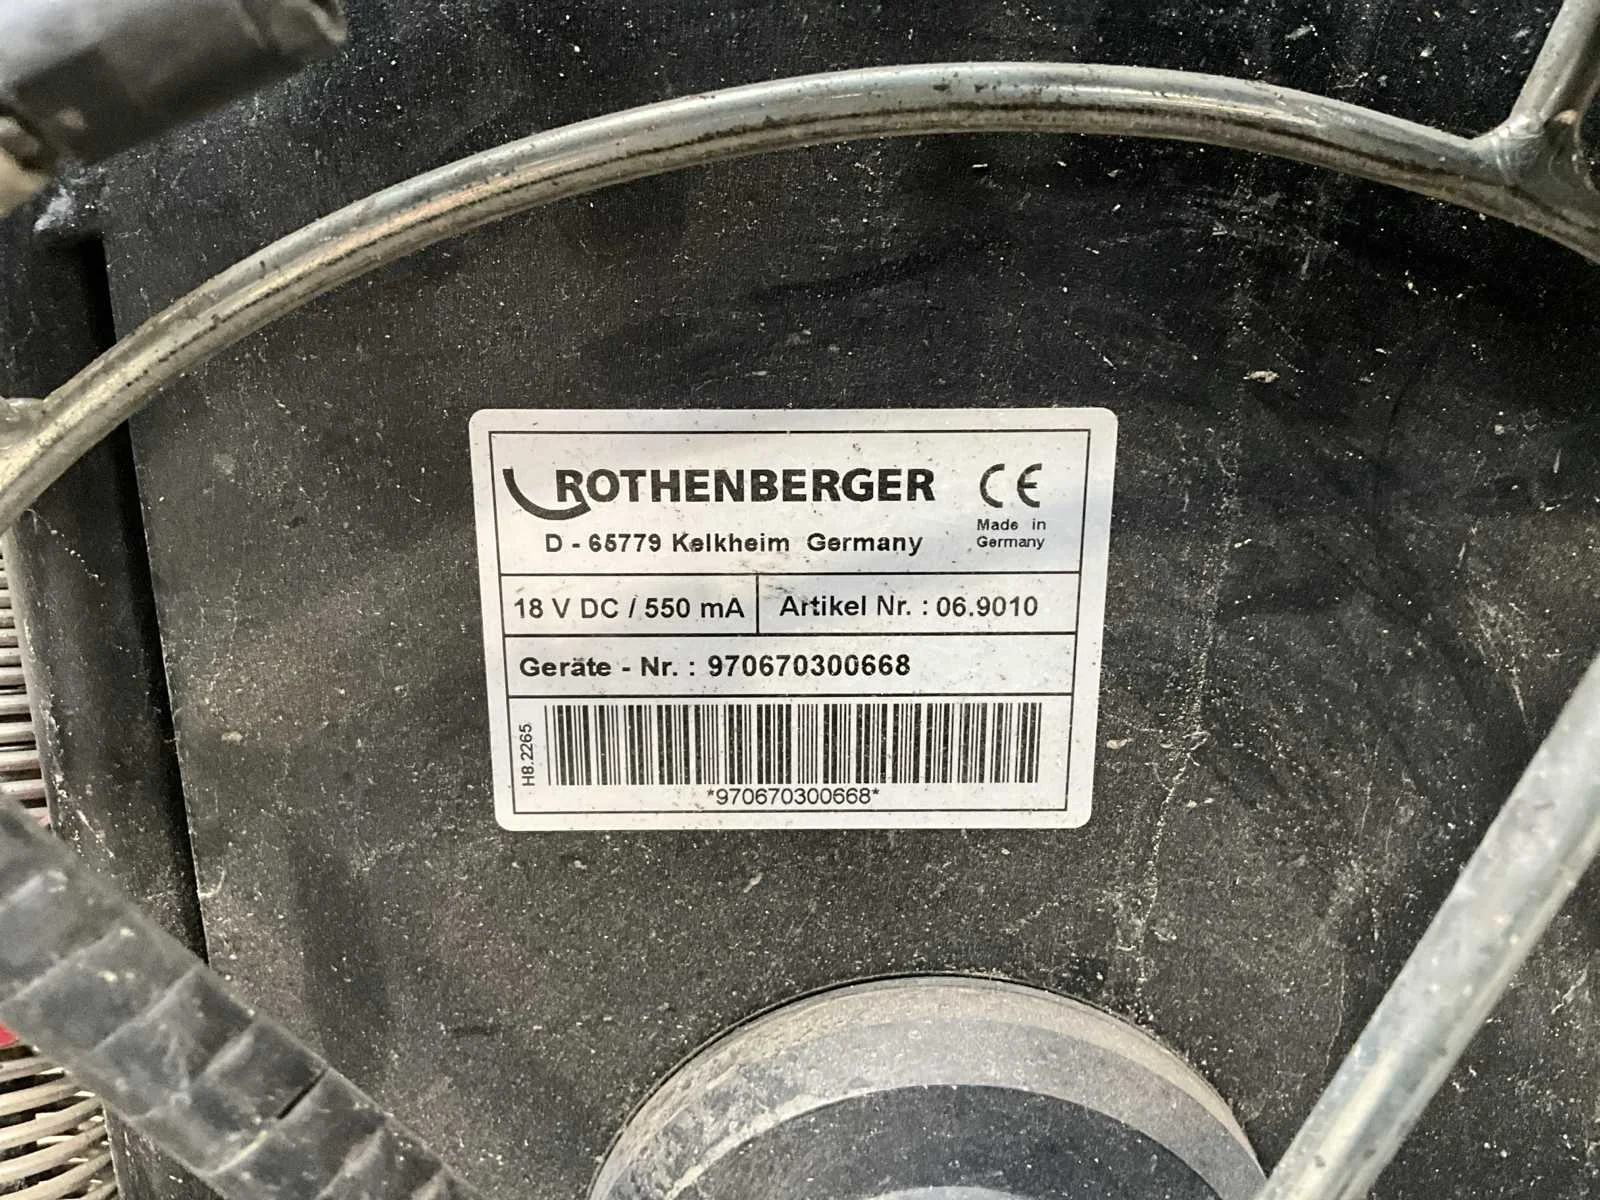 ROTHENBERGER CE
Made in
Germany
D - 65779 Kelkheim Germany
18 V DC / 550 mA Artikel Nr. : 06.9010
Geräte - Nr. : 970670300668
H8.2265
*970670300668*